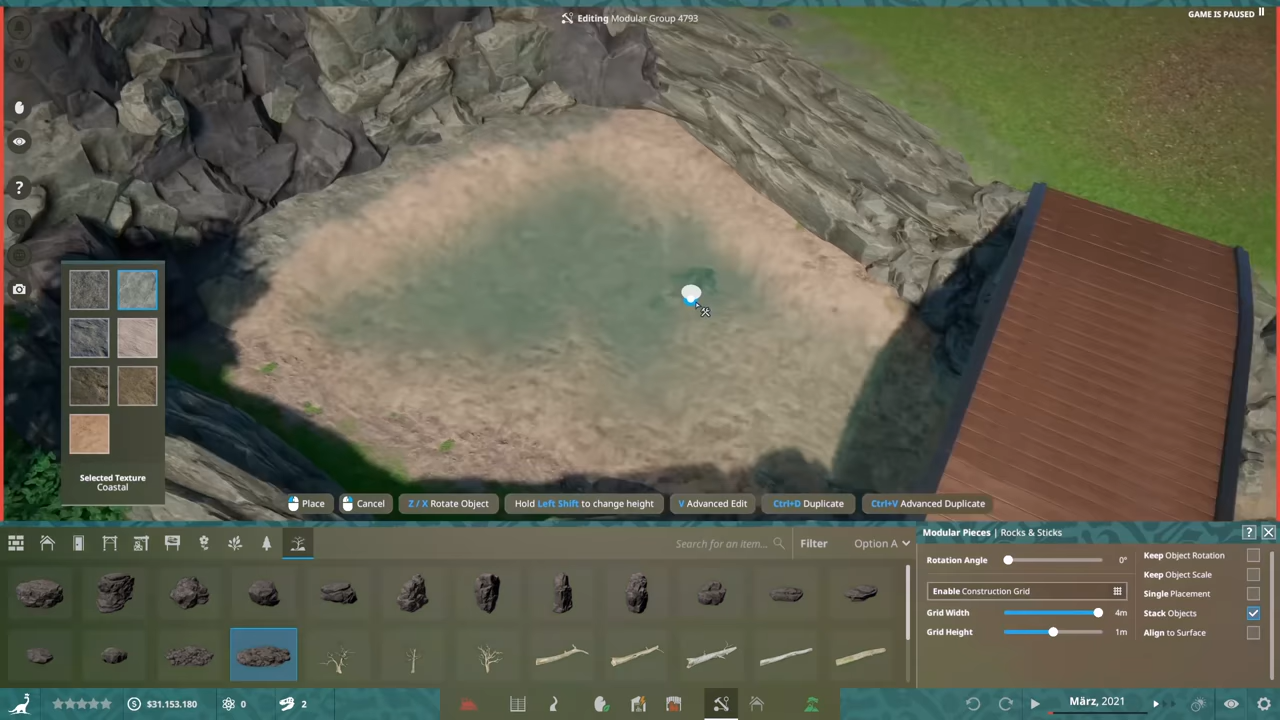 Editing Modular Group 4793
GAME IS PAUSED
?
Selected Texture
Coastal
Place
Cancel
Z / X Rotate Object
Hold Left Shift to change height
V Advanced Edit
Ctrl+D Duplicate
Ctrl+V Advanced Duplicate
Search for an item...
Filter
Option A
Modular Pieces | Rocks & Sticks
?
Rotation Angle
0°
Enable Construction Grid
Grid Width
4m
Grid Height
1m
Keep Object Rotation
Keep Object Scale
Single Placement
Stack Objects
Align to Surface
$31.153.180
0
2
März, 2021